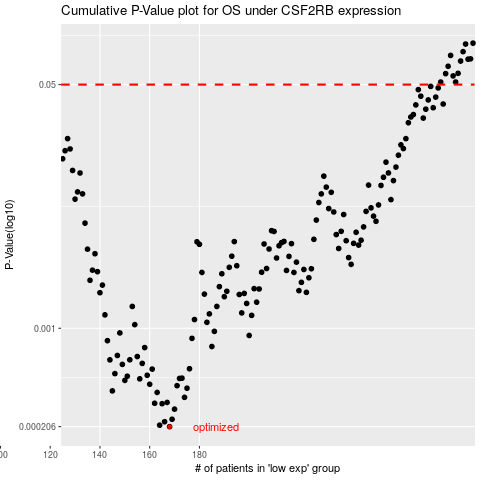 Cumulative P-Value plot for OS under CSF2RB expression
P-Value(log10)
0.05
0.001
0.000206
optimized
00 120 140 160 180
# of patients in 'low exp' group